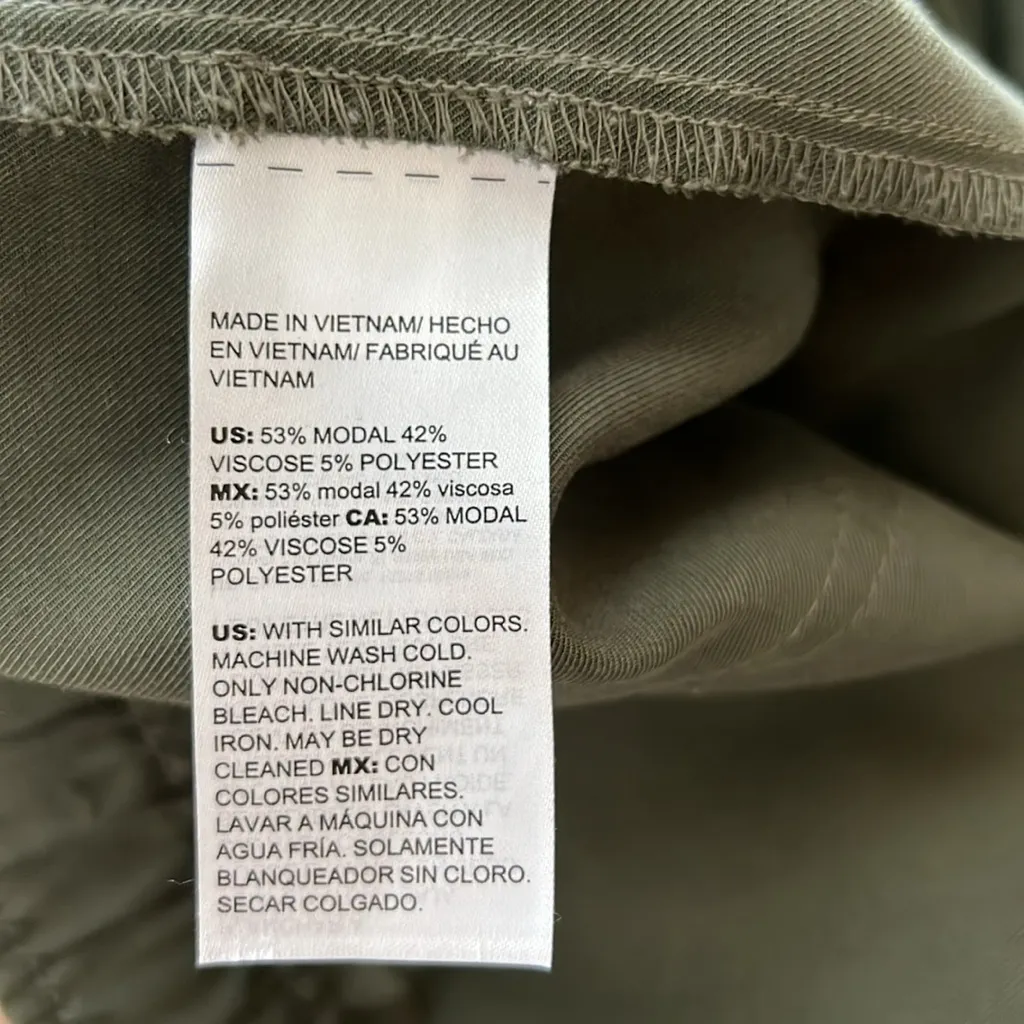 MADE IN VIETNAM/ HECHO
EN VIETNAM/ FABRIQUÉ AU
VIETNAM
US: 53% MODAL 42%
VISCOSE 5% POLYESTER
MX: 53% modal 42% viscosa
5% poliéster CA: 53% MODAL
42% VISCOSE 5%
POLYESTER
US: WITH SIMILAR COLORS.
MACHINE WASH COLD.
ONLY NON-CHLORINE
BLEACH. LINE DRY. COOL
IRON. MAY BE DRY
CLEANED MX: CON
COLORES SIMILARES.
LAVAR A MÁQUINA CON
AGUA FRÍA. SOLAMENTE
BLANQUEADOR SIN CLORO.
SECAR COLGADO.